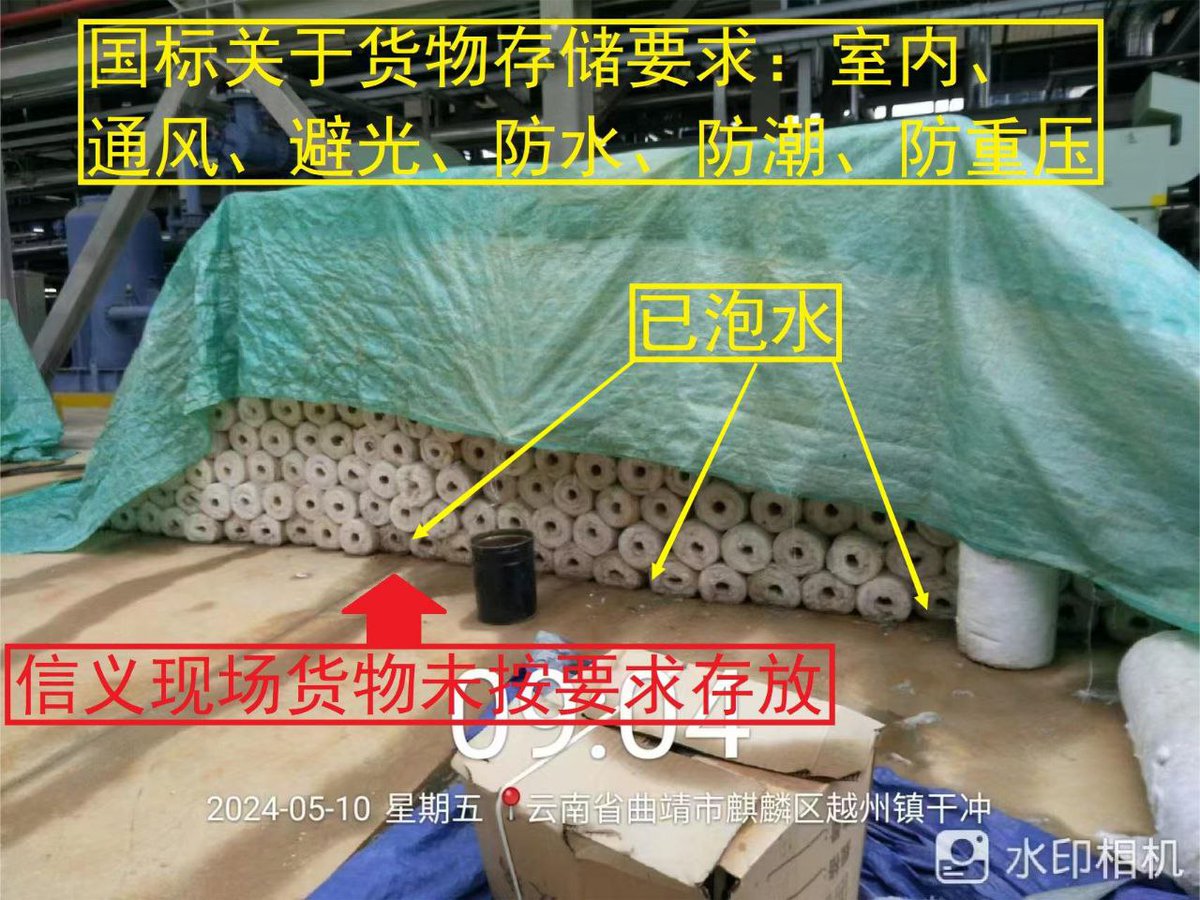 国标关于货物存储要求：室内、
通风、避光、防水、防潮、防重压
已泡水
信义现场货物未按要求存放
09:04
2024-05-10 星期五 云南省曲靖市麒麟区越州镇干冲
水印相机